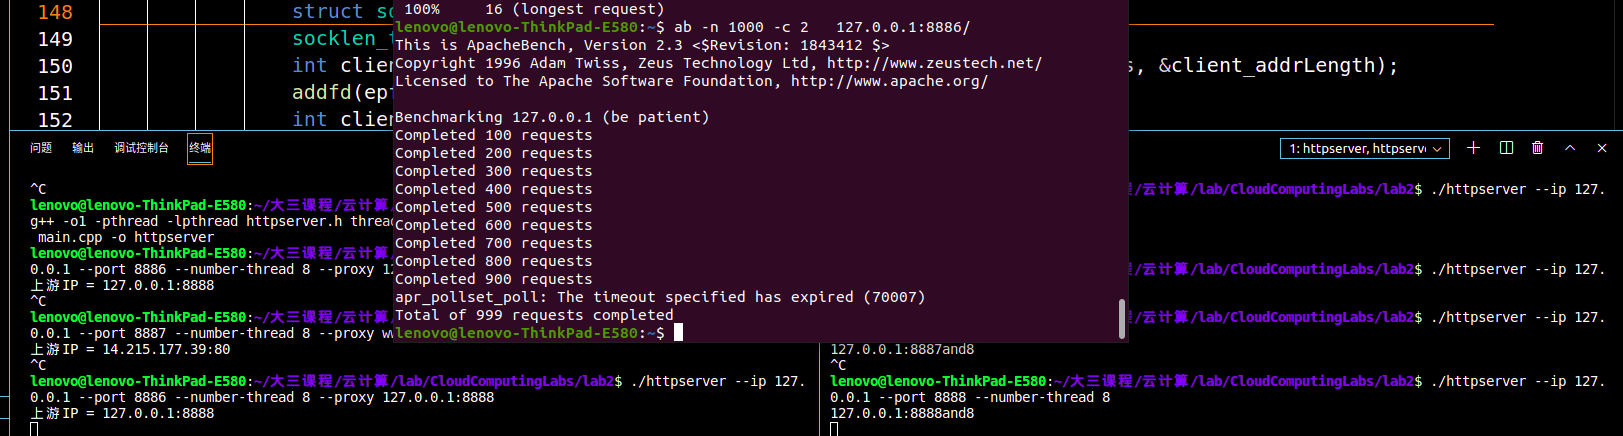 148 struct so
149 socklen_t
150 int clien s, &client_addrLength);
151 addfd(ep
152 int clien
100% 16 (longest request)
lenovo@lenovo-ThinkPad-E580:~$ ab -n 1000 -c 2 127.0.0.1:8886/
This is ApacheBench, Version 2.3 <$Revision: 1843412 $>
Copyright 1996 Adam Twiss, Zeus Technology Ltd, http://www.zeustech.net/
Licensed to The Apache Software Foundation, http://www.apache.org/
Benchmarking 127.0.0.1 (be patient)
Completed 100 requests
Completed 200 requests
Completed 300 requests
Completed 400 requests
Completed 500 requests
Completed 600 requests
Completed 700 requests
Completed 800 requests
Completed 900 requests
apr_pollset_poll: The timeout specified has expired (70007)
Total of 999 requests completed
lenovo@lenovo-ThinkPad-E580:~$
问题 输出 调试控制台 终端
1: httpserver, httpserve
^C
lenovo@lenovo-ThinkPad-E580:~/大三课程/云计算/
g++ -o1 -pthread -lpthread httpserver.h threa
main.cpp -o httpserver
lenovo@lenovo-ThinkPad-E580:~/大三课程/云计算/
0.0.1 --port 8886 --number-thread 8 --proxy 12
上游IP = 127.0.0.1:8888
^C
lenovo@lenovo-ThinkPad-E580:~/大三课程/云计算/
0.0.1 --port 8887 --number-thread 8 --proxy ww
上游IP = 14.215.177.39:80
^C
lenovo@lenovo-ThinkPad-E580:~/大三课程/云计算/lab/CloudComputingLabs/lab2$ ./httpserver --ip 127.
0.0.1 --port 8886 --number-thread 8 --proxy 127.0.0.1:8888
上游IP = 127.0.0.1:8888
程/云计算/lab/CloudComputingLabs/lab2$ ./httpserver --ip 127.
程/云计算/lab/CloudComputingLabs/lab2$ ./httpserver --ip 127.
程/云计算/lab/CloudComputingLabs/lab2$ ./httpserver --ip 127.
127.0.0.1:8887and8
^C
lenovo@lenovo-ThinkPad-E580:~/大三课程/云计算/lab/CloudComputingLabs/lab2$ ./httpserver --ip 127.
0.0.1 --port 8888 --number-thread 8
127.0.0.1:8888and8